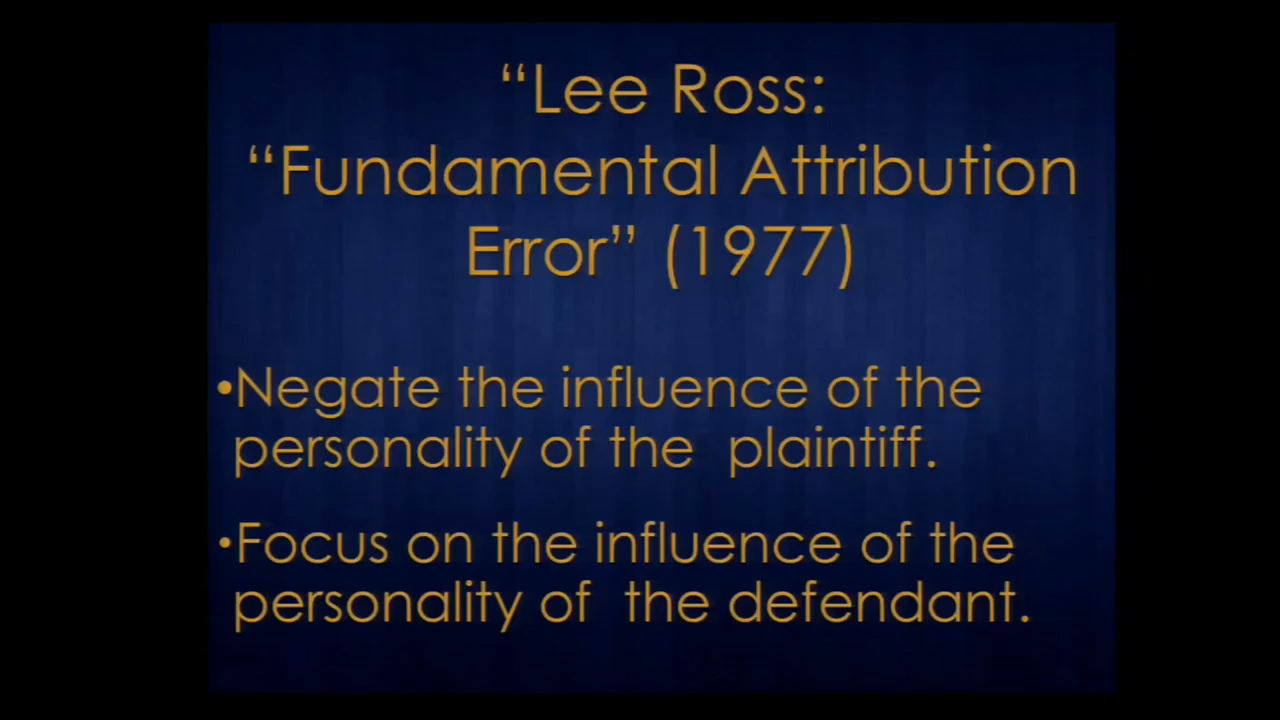 “Lee Ross:
“Fundamental Attribution
Error” (1977)
•Negate the influence of the
personality of the plaintiff.
•Focus on the influence of the
personality of the defendant.